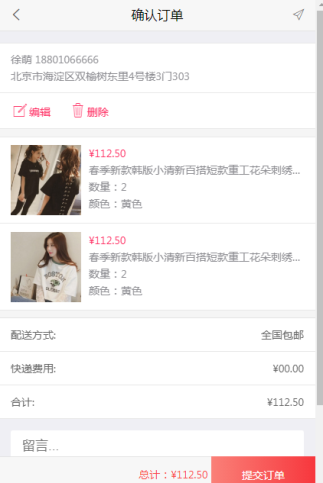 确认订单
徐萌 18801066666
北京市海淀区双榆树东里4号楼3门303
编辑 删除
¥112.50
春季新款韩版小清新百搭短款重工花朵刺绣...
数量：2
颜色：黄色
¥112.50
春季新款韩版小清新百搭短款重工花朵刺绣...
数量：2
颜色：黄色
配送方式: 全国包邮
快递费用: ¥00.00
合计: ¥112.50
留言...
总计：¥112.50 提交订单